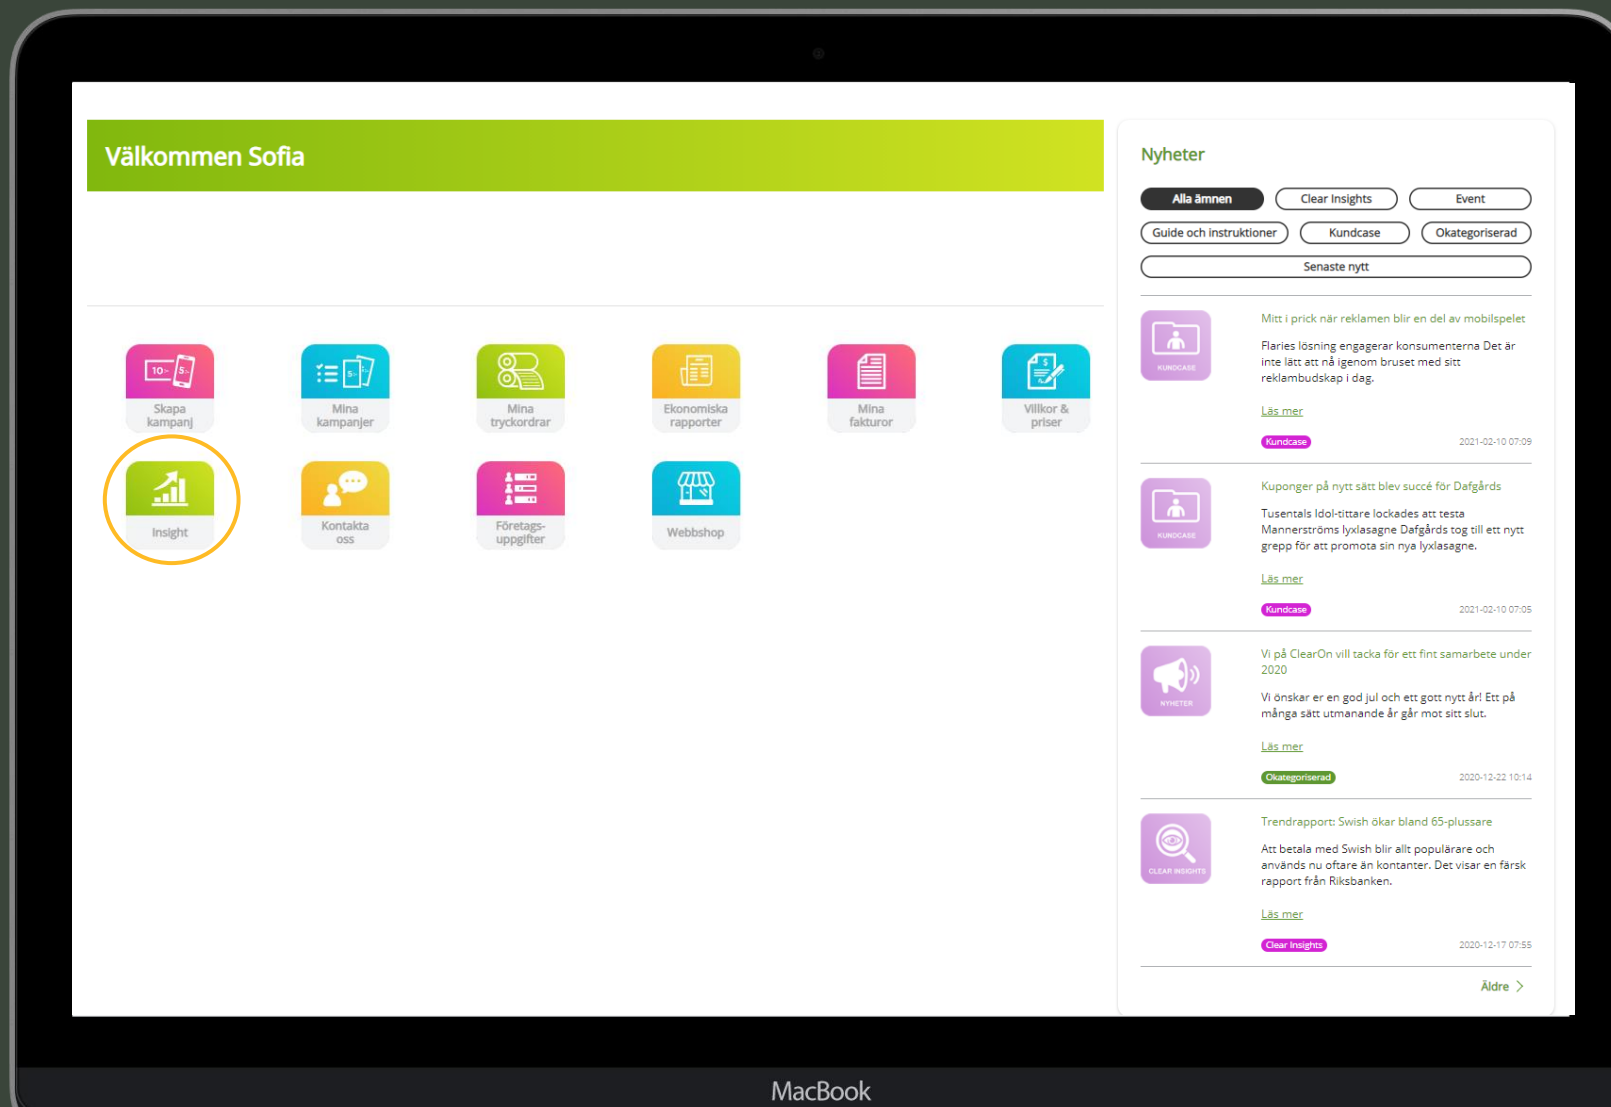 Välkommen Sofia
10:-
5:-
Skapa
kampanj
5:-
Mina
kampanjer
Mina
tryckordrar
Ekonomiska
rapporter
Mina
fakturor
$
Villkor &
priser
Insight
Kontakta
oss
Företags-
uppgifter
Webbshop
Nyheter
Alla ämnen
Clear Insights
Event
Guide och instruktioner
Kundcase
Okategoriserad
Senaste nytt
KUNDCASE
Mitt i prick när reklamen blir en del av mobilspelet
Flaries lösning engagerar konsumenterna Det är
inte lätt att nå igenom bruset med sitt
reklambudskap i dag.
Läs mer
Kundcase
2021-02-10 07:09
KUNDCASE
Kuponger på nytt sätt blev succé för Dafgårds
Tusentals Idol-tittare lockades att testa
Mannerströms lyxlasagne Dafgårds tog till ett nytt
grepp för att promota sin nya lyxlasagne.
Läs mer
Kundcase
2021-02-10 07:05
NYHETER
Vi på ClearOn vill tacka för ett fint samarbete under
2020
Vi önskar er en god jul och ett gott nytt år! Ett på
många sätt utmanande år går mot sitt slut.
Läs mer
Okategoriserad
2020-12-22 10:14
CLEAR INSIGHTS
Trendrapport: Swish ökar bland 65-plussare
Att betala med Swish blir allt populärare och
används nu oftare än kontanter. Det visar en färsk
rapport från Riksbanken.
Läs mer
Clear Insights
2020-12-17 07:55
Äldre
MacBook